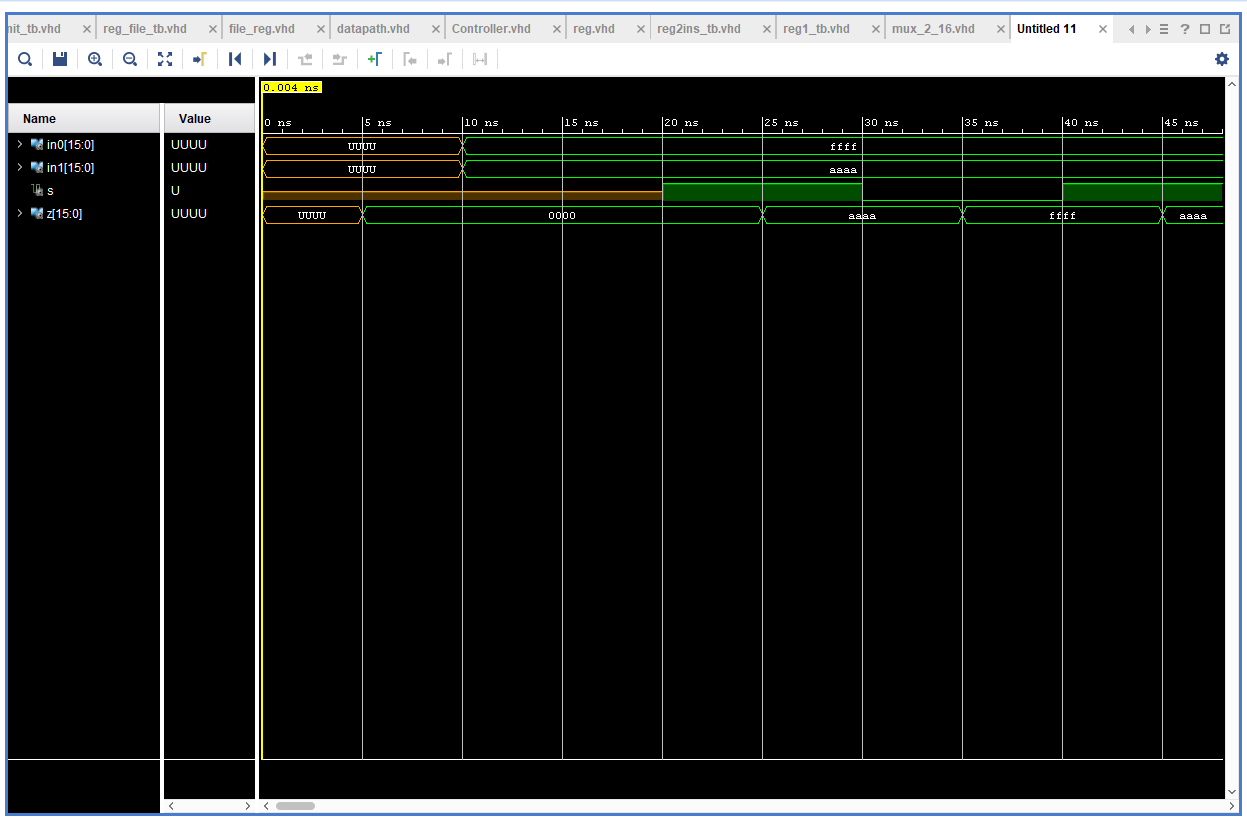 nit_tb.vhd reg_file_tb.vhd file_reg.vhd datapath.vhd Controller.vhd reg.vhd reg2ins_tb.vhd reg1_tb.vhd mux_2_16.vhd Untitled 11
0.004 ns
Name Value
0 ns 5 ns 10 ns 15 ns 20 ns 25 ns 30 ns 35 ns 40 ns 45 ns
in0[15:0] UUUU UUUU ffff
in1[15:0] UUUU UUUU aaaa
s U
z[15:0] UUUU UUUU 0000 aaaa ffff aaaa